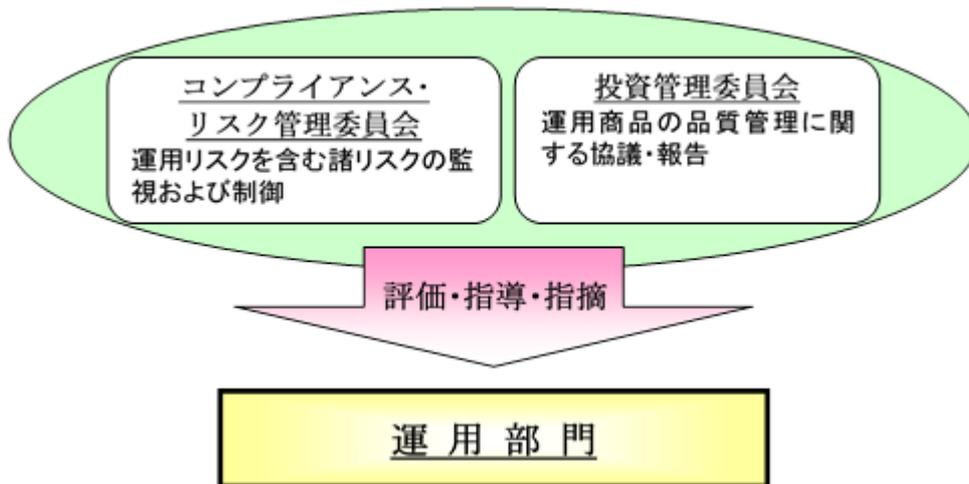 コンプライアンス・
リスク管理委員会
運用リスクを含む諸リスクの監
視および制御
投資管理委員会
運用商品の品質管理に関
する協議・報告
評価・指導・指摘
運用部門